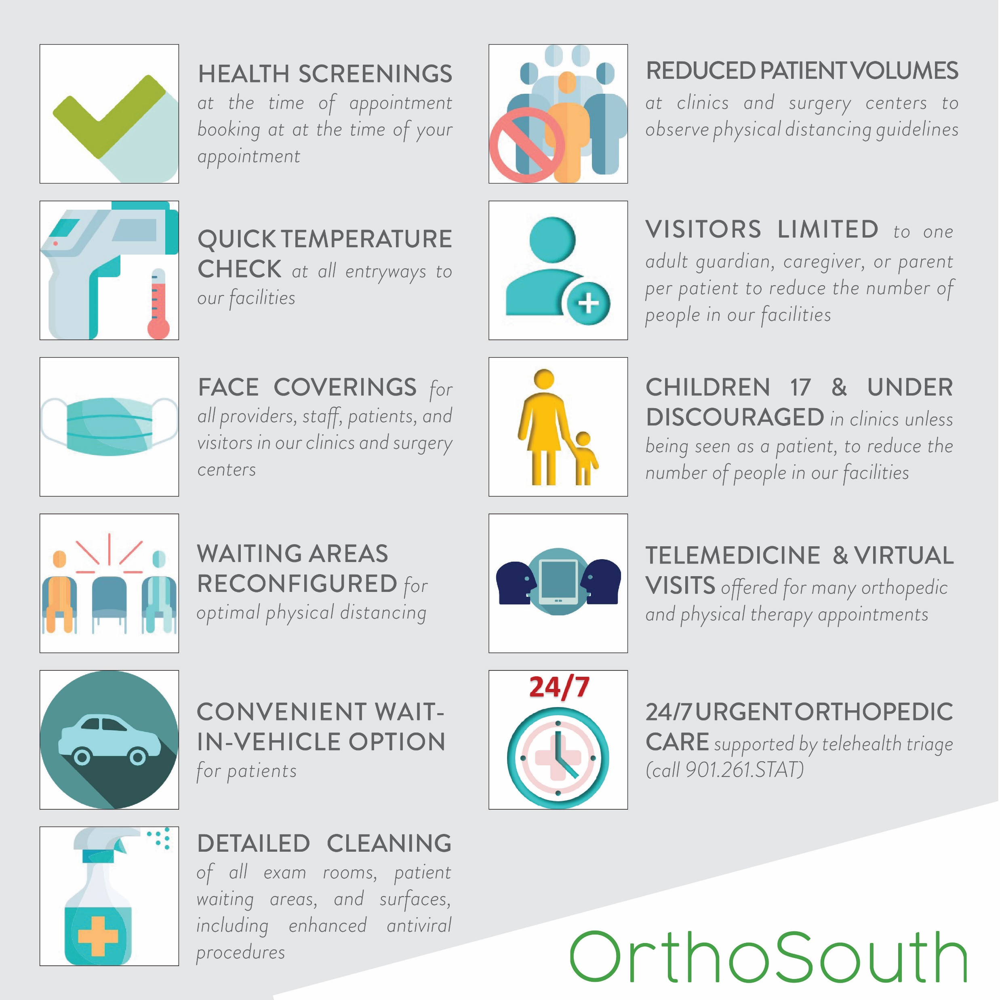 HEALTH SCREENINGS
at the time of appointment
booking at at the time of your
appointment
QUICK TEMPERATURE
CHECK at all entryways to
our facilities
FACE COVERINGS for
all providers, staff, patients, and
visitors in our clinics and surgery
centers
WAITING AREAS
RECONFIGURED for
optimal physical distancing
CONVENIENT WAIT-
IN-VEHICLE OPTION
for patients
DETAILED CLEANING
of all exam rooms, patient
waiting areas, and surfaces,
including enhanced antiviral
procedures
REDUCED PATIENT VOLUMES
at clinics and surgery centers to
observe physical distancing guidelines
VISITORS LIMITED to one
adult guardian, caregiver, or parent
per patient to reduce the number of
people in our facilities
CHILDREN 17 & UNDER
DISCOURAGED in clinics unless
being seen as a patient, to reduce the
number of people in our facilities
TELEMEDICINE & VIRTUAL
VISITS offered for many orthopedic
and physical therapy appointments
24/7
24/7 URGENT ORTHOPEDIC
CARE supported by telehealth triage
(call 901.261.STAT)
OrthoSouth